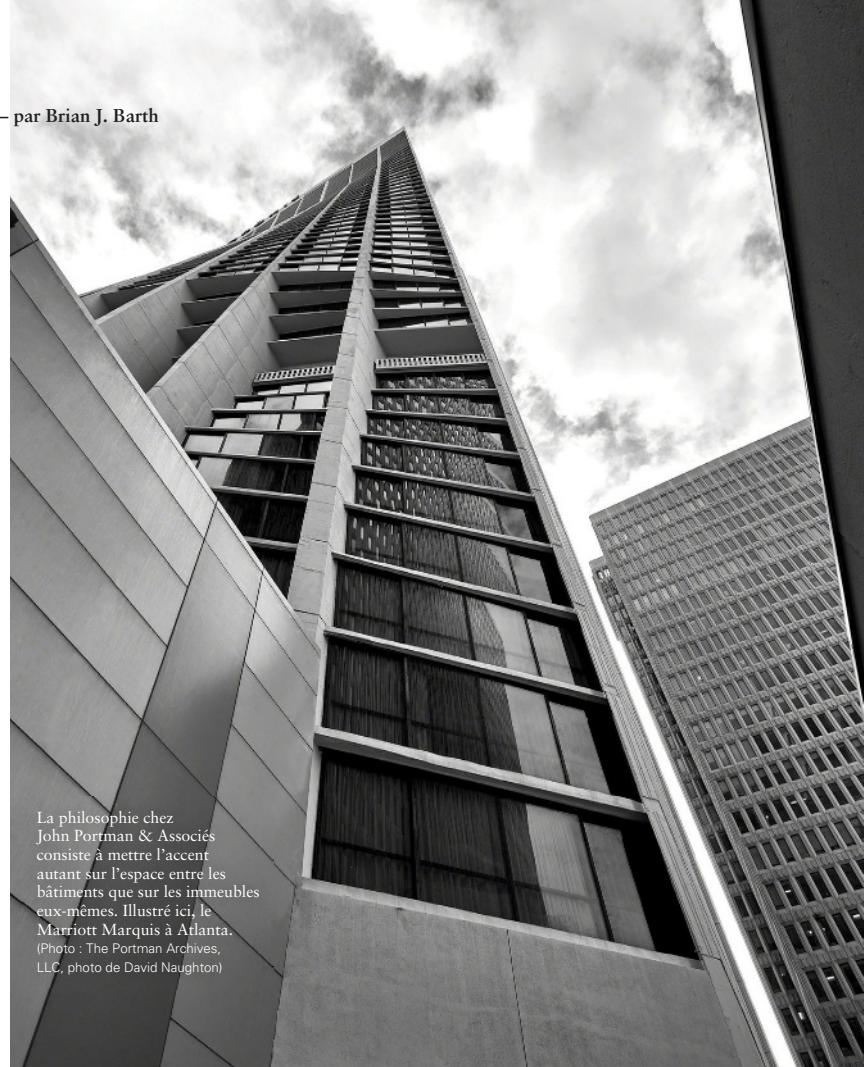 – par Brian J. Barth
La philosophie chez
John Portman & Associés
consiste à mettre l’accent
autant sur l’espace entre les
bâtiments que sur les immeubles
eux-mêmes. Illustré ici, le
Marriott Marquis à Atlanta.
(Photo : The Portman Archives,
LLC, photo de David Naughton)